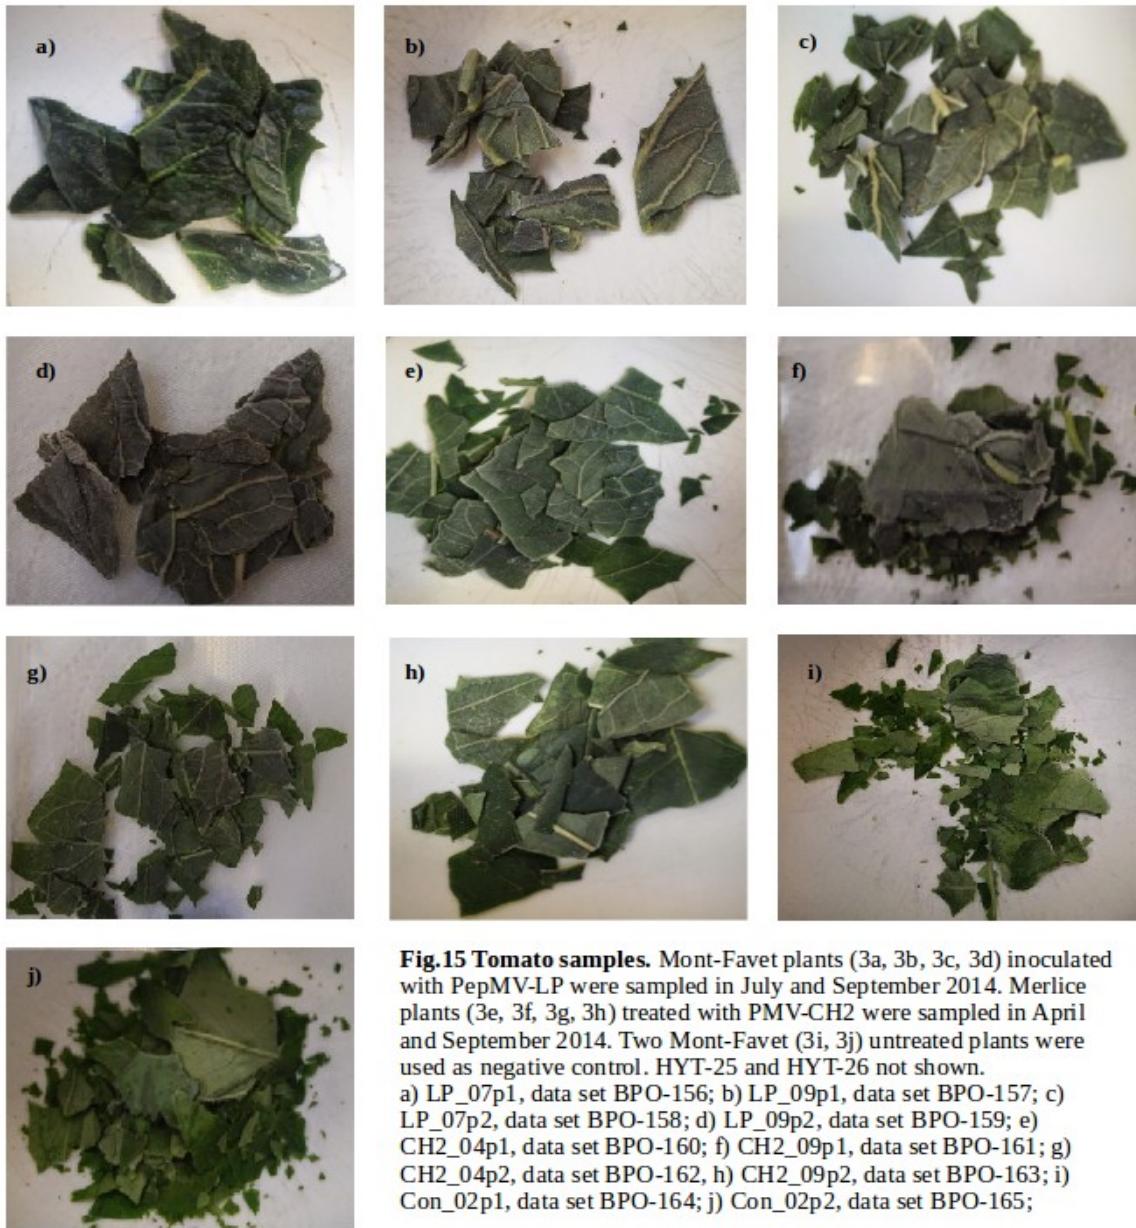 a)
b)
c)
d)
e)
f)
g)
h)
i)
j)
Fig.15 Tomato samples. Mont-Favet plants (3a, 3b, 3c, 3d) inoculated
with PepMV-LP were sampled in July and September 2014. Merlice
plants (3e, 3f, 3g, 3h) treated with PMV-CH2 were sampled in April
and September 2014. Two Mont-Favet (3i, 3j) untreated plants were
used as negative control. HYT-25 and HYT-26 not shown.
a) LP_07p1, data set BPO-156; b) LP_09p1, data set BPO-157; c)
LP_07p2, data set BPO-158; d) LP_09p2, data set BPO-159; e)
CH2_04p1, data set BPO-160; f) CH2_09p1, data set BPO-161; g)
CH2_04p2, data set BPO-162, h) CH2_09p2, data set BPO-163; i)
Con_02p1, data set BPO-164; j) Con_02p2, data set BPO-165;